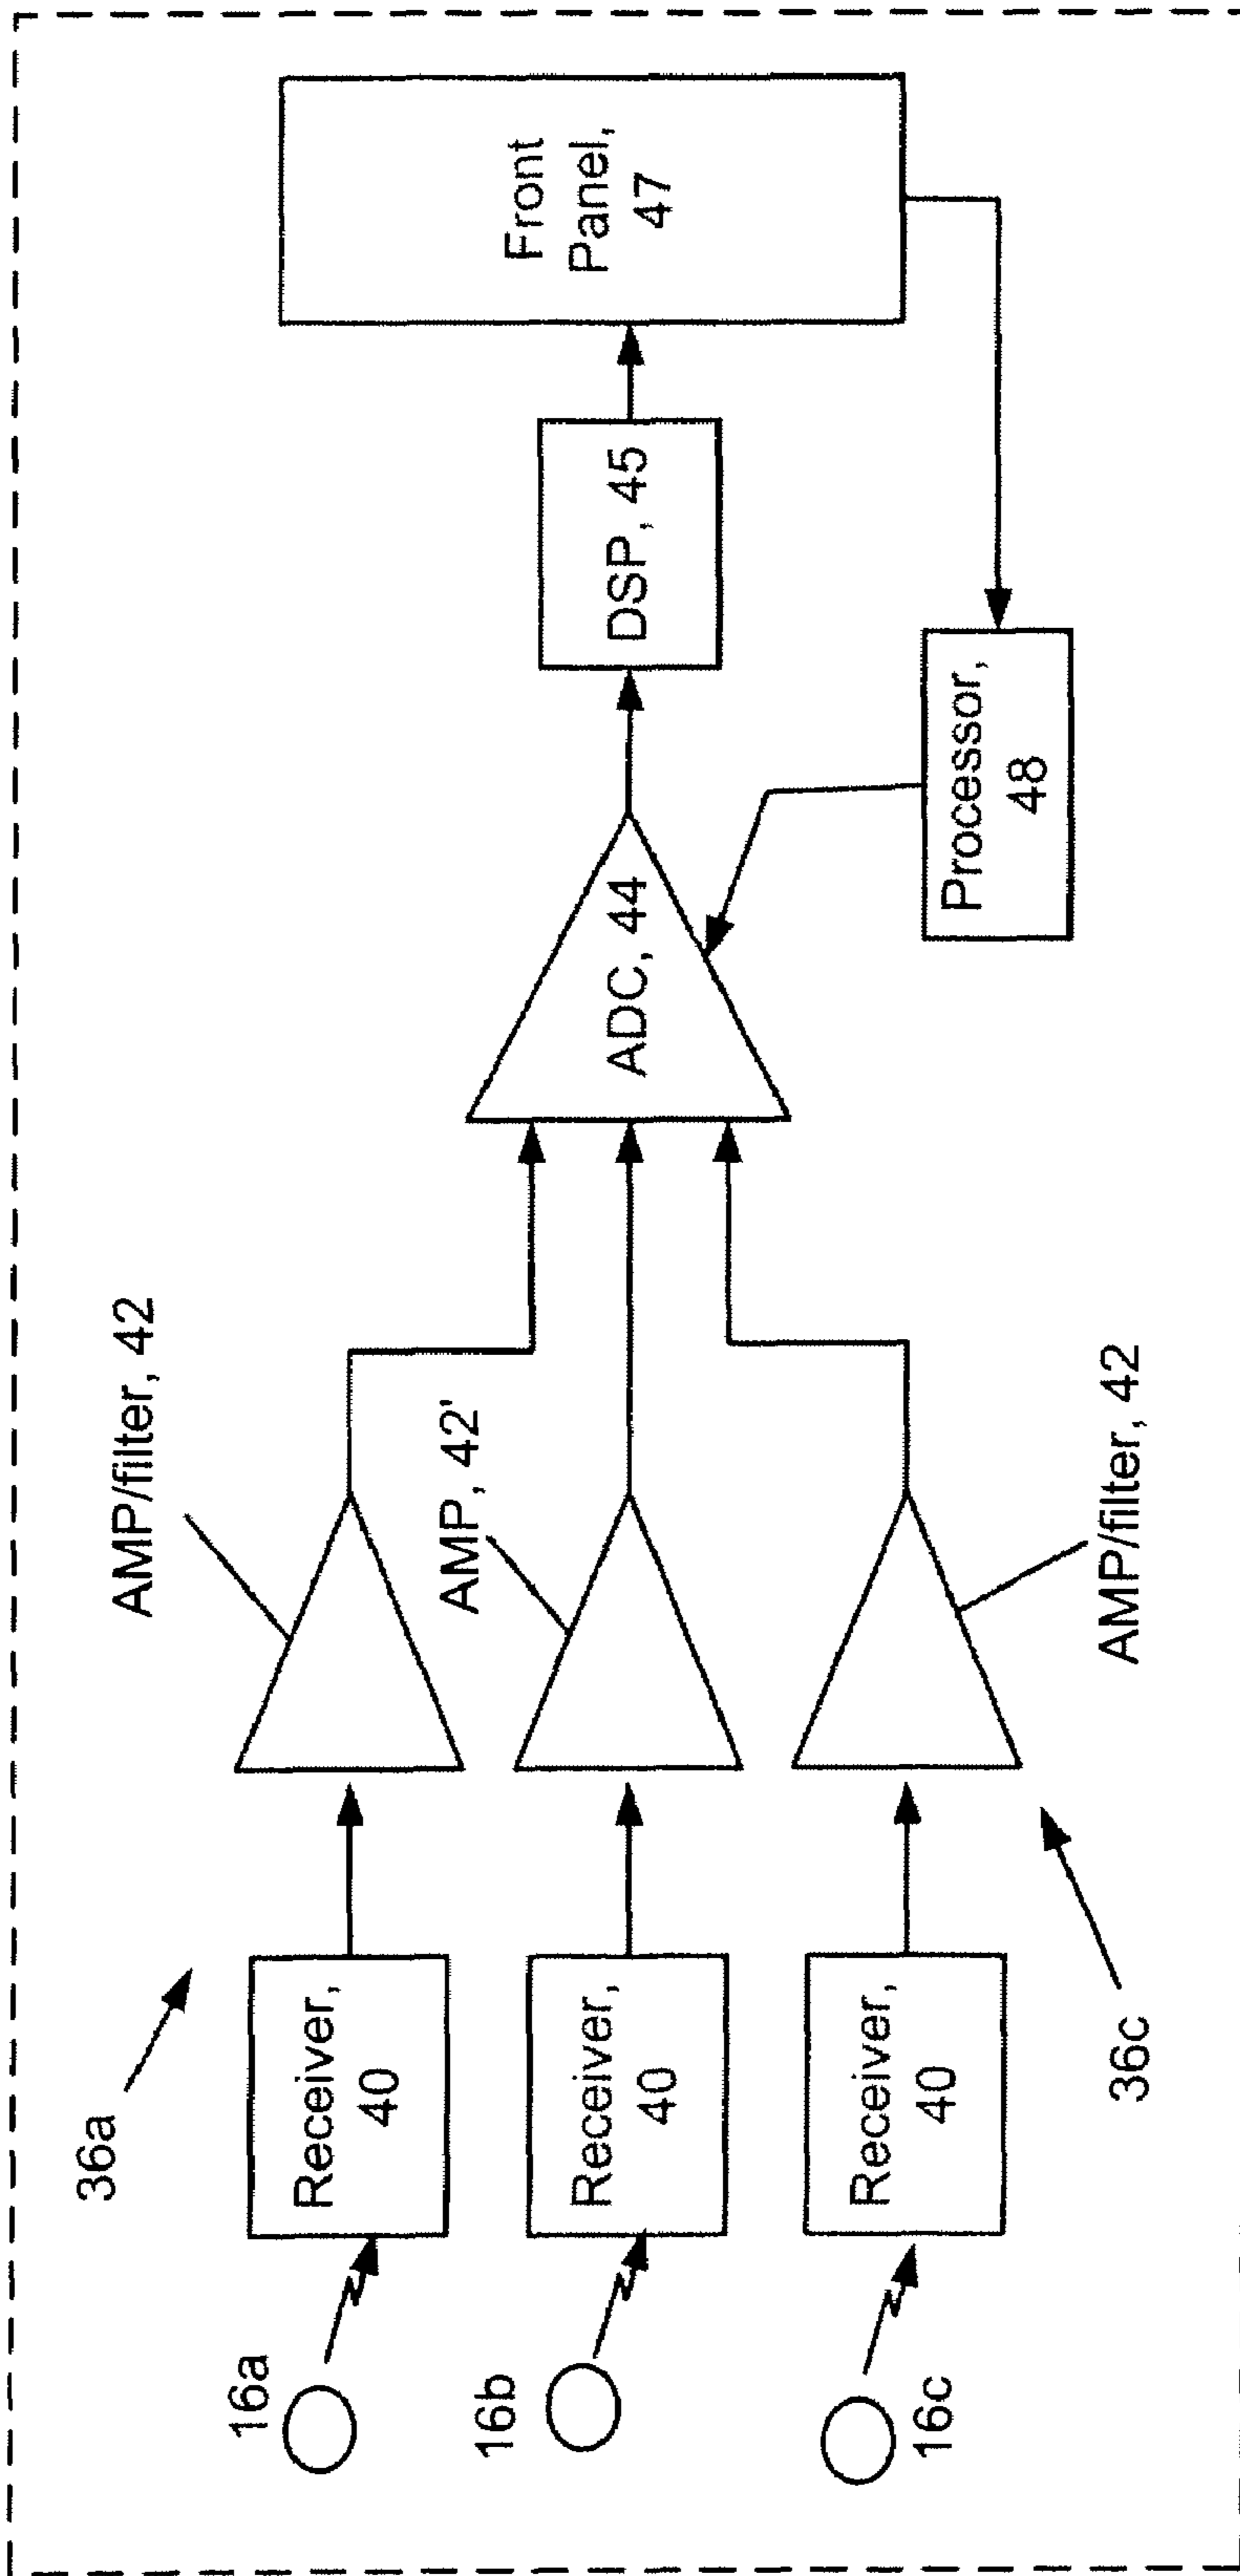 36a
AMP/filter, 42
16a
Receiver,
40
AMP, 42'
16b
Receiver,
40
ADC, 44
DSP, 45
Front
Panel,
47
16c
Receiver,
40
Processor,
48
36c
AMP/filter, 42